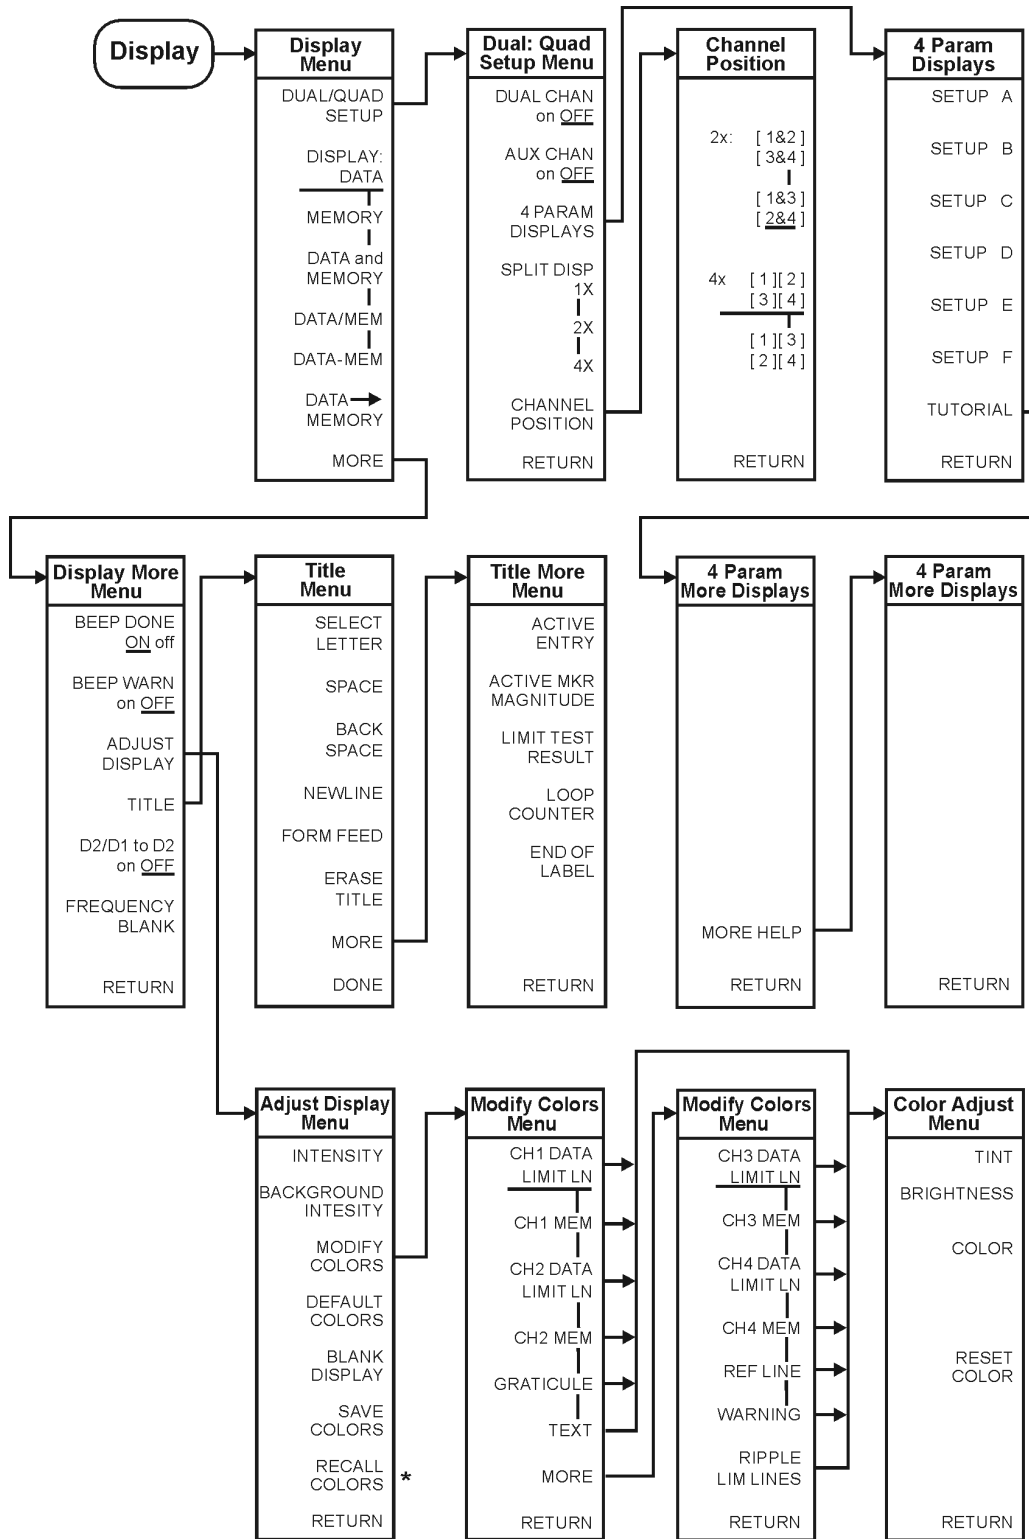 Display
Display
Menu
DUAL/QUAD
SETUP
DISPLAY:
DATA
MEMORY
DATA and
MEMORY
DATA/MEM
DATA-MEM
DATA
MEMORY
MORE
Dual: Quad
Setup Menu
DUAL CHAN
on OFF
AUX CHAN
on OFF
4 PARAM
DISPLAYS
SPLIT DISP
1X
2X
4X
CHANNEL
POSITION
RETURN
Channel
Position
2x: [ 1&2 ]
[ 3&4 ]
[ 1&3 ]
[ 2&4 ]
4x [ 1 ][ 2 ]
[ 3 ][ 4 ]
[ 1 ][ 3 ]
[ 2 ][ 4 ]
RETURN
4 Param
Displays
SETUP A
SETUP B
SETUP C
SETUP D
SETUP E
SETUP F
TUTORIAL
RETURN
Display More
Menu
BEEP DONE
ON off
BEEP WARN
on OFF
ADJUST
DISPLAY
TITLE
D2/D1 to D2
on OFF
FREQUENCY
BLANK
RETURN
Title
Menu
SELECT
LETTER
SPACE
BACK
SPACE
NEWLINE
FORM FEED
ERASE
TITLE
MORE
DONE
Title More
Menu
ACTIVE
ENTRY
ACTIVE MKR
MAGNITUDE
LIMIT TEST
RESULT
LOOP
COUNTER
END OF
LABEL
RETURN
4 Param
More Displays
MORE HELP
RETURN
4 Param
More Displays
RETURN
Adjust Display
Menu
INTENSITY
BACKGROUND
INTESITY
MODIFY
COLORS
DEFAULT
COLORS
BLANK
DISPLAY
SAVE
COLORS
RECALL
COLORS *
RETURN
Modify Colors
Menu
CH1 DATA
LIMIT LN
CH1 MEM
CH2 DATA
LIMIT LN
CH2 MEM
GRATICULE
TEXT
MORE
RETURN
Modify Colors
Menu
CH3 DATA
LIMIT LN
CH3 MEM
CH4 DATA
LIMIT LN
CH4 MEM
REF LINE
WARNING
RIPPLE
LIM LINES
RETURN
Color Adjust
Menu
TINT
BRIGHTNESS
COLOR
RESET
COLOR
RETURN